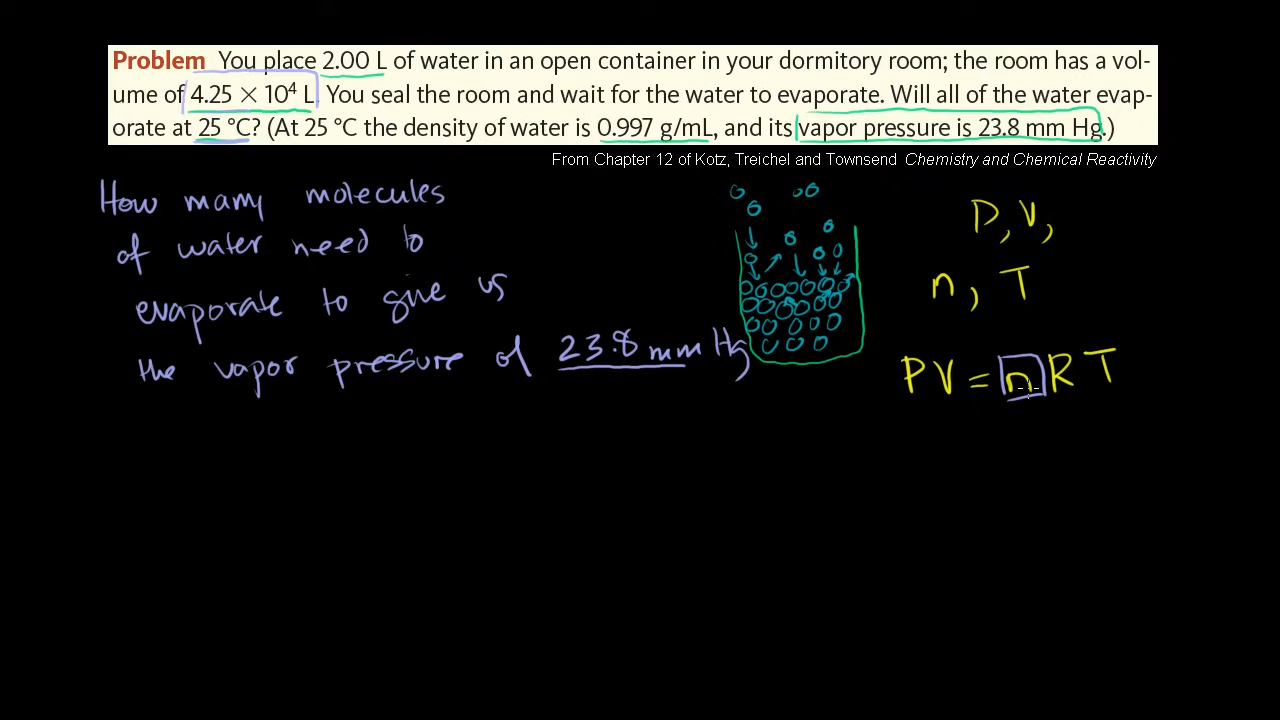 Problem You place 2.00 L of water in an open container in your dormitory room; the room has a vol-
ume of 4.25 × 10⁴ L. You seal the room and wait for the water to evaporate. Will all of the water evap-
orate at 25 °C? (At 25 °C the density of water is 0.997 g/mL, and its vapor pressure is 23.8 mm Hg.)
From Chapter 12 of Kotz, Treichel and Townsend Chemistry and Chemical Reactivity
How many molecules
of water need to
evaporate to give us
the vapor pressure of 23.8 mm Hg
P, V,
n, T
PV = nRT